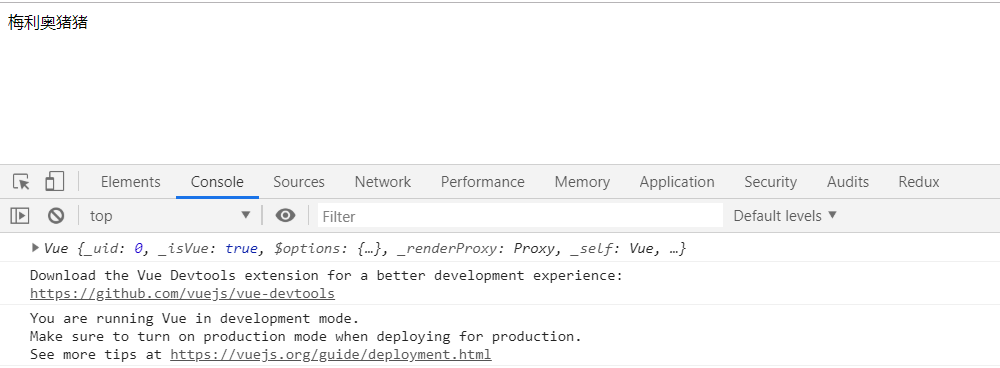 梅利奥猪猪
Elements Console Sources Network Performance Memory Application Security Audits Redux
top Filter Default levels
Vue {_uid: 0, _isVue: true, $options: {…}, _renderProxy: Proxy, _self: Vue, …}
Download the Vue Devtools extension for a better development experience:
https://github.com/vuejs/vue-devtools
You are running Vue in development mode.
Make sure to turn on production mode when deploying for production.
See more tips at https://vuejs.org/guide/deployment.html